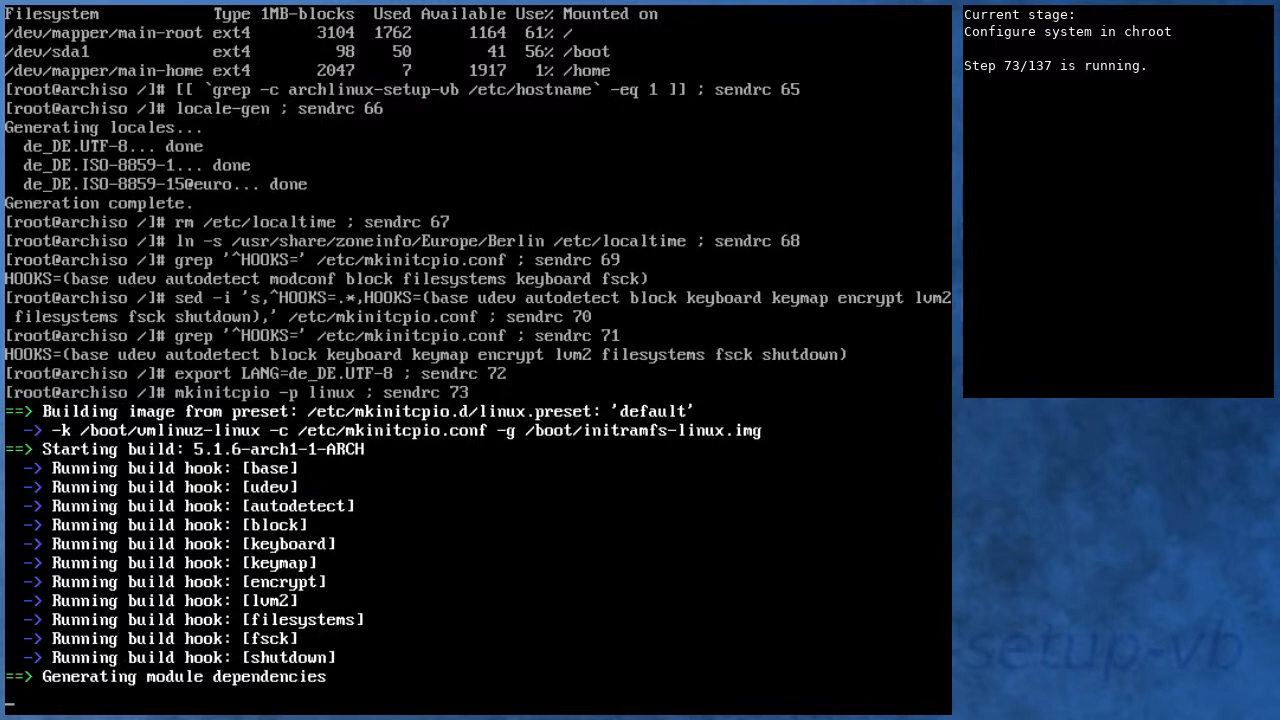 Filesystem              Type 1MB-blocks  Used Available Use% Mounted on
/dev/mapper/main-root ext4       3104  1762      1164  61% /
/dev/sda1             ext4         98    50        41  56% /boot
/dev/mapper/main-home ext4       2047     7      1917   1% /home
[root@archiso /]# [[ `grep -c archlinux-setup-vb /etc/hostname` -eq 1 ]] ; sendrc 65
[root@archiso /]# locale-gen ; sendrc 66
Generating locales...
  de_DE.UTF-8... done
  de_DE.ISO-8859-1... done
  de_DE.ISO-8859-15@euro... done
Generation complete.
[root@archiso /]# rm /etc/localtime ; sendrc 67
[root@archiso /]# ln -s /usr/share/zoneinfo/Europe/Berlin /etc/localtime ; sendrc 68
[root@archiso /]# grep '^HOOKS=' /etc/mkinitcpio.conf ; sendrc 69
HOOKS=(base udev autodetect modconf block filesystems keyboard fsck)
[root@archiso /]# sed -i 's,^HOOKS=.*,HOOKS=(base udev autodetect block keyboard keymap encrypt lvm2
 filesystems fsck shutdown),' /etc/mkinitcpio.conf ; sendrc 70
[root@archiso /]# grep '^HOOKS=' /etc/mkinitcpio.conf ; sendrc 71
HOOKS=(base udev autodetect block keyboard keymap encrypt lvm2 filesystems fsck shutdown)
[root@archiso /]# export LANG=de_DE.UTF-8 ; sendrc 72
[root@archiso /]# mkinitcpio -p linux ; sendrc 73
==> Building image from preset: /etc/mkinitcpio.d/linux.preset: 'default'
  -> -k /boot/vmlinuz-linux -c /etc/mkinitcpio.conf -g /boot/initramfs-linux.img
==> Starting build: 5.1.6-arch1-1-ARCH
  -> Running build hook: [base]
  -> Running build hook: [udev]
  -> Running build hook: [autodetect]
  -> Running build hook: [block]
  -> Running build hook: [keyboard]
  -> Running build hook: [keymap]
  -> Running build hook: [encrypt]
  -> Running build hook: [lvm2]
  -> Running build hook: [filesystems]
  -> Running build hook: [fsck]
  -> Running build hook: [shutdown]
==> Generating module dependencies
_
Current stage:
Configure system in chroot
Step 73/137 is running.
-setup-vb